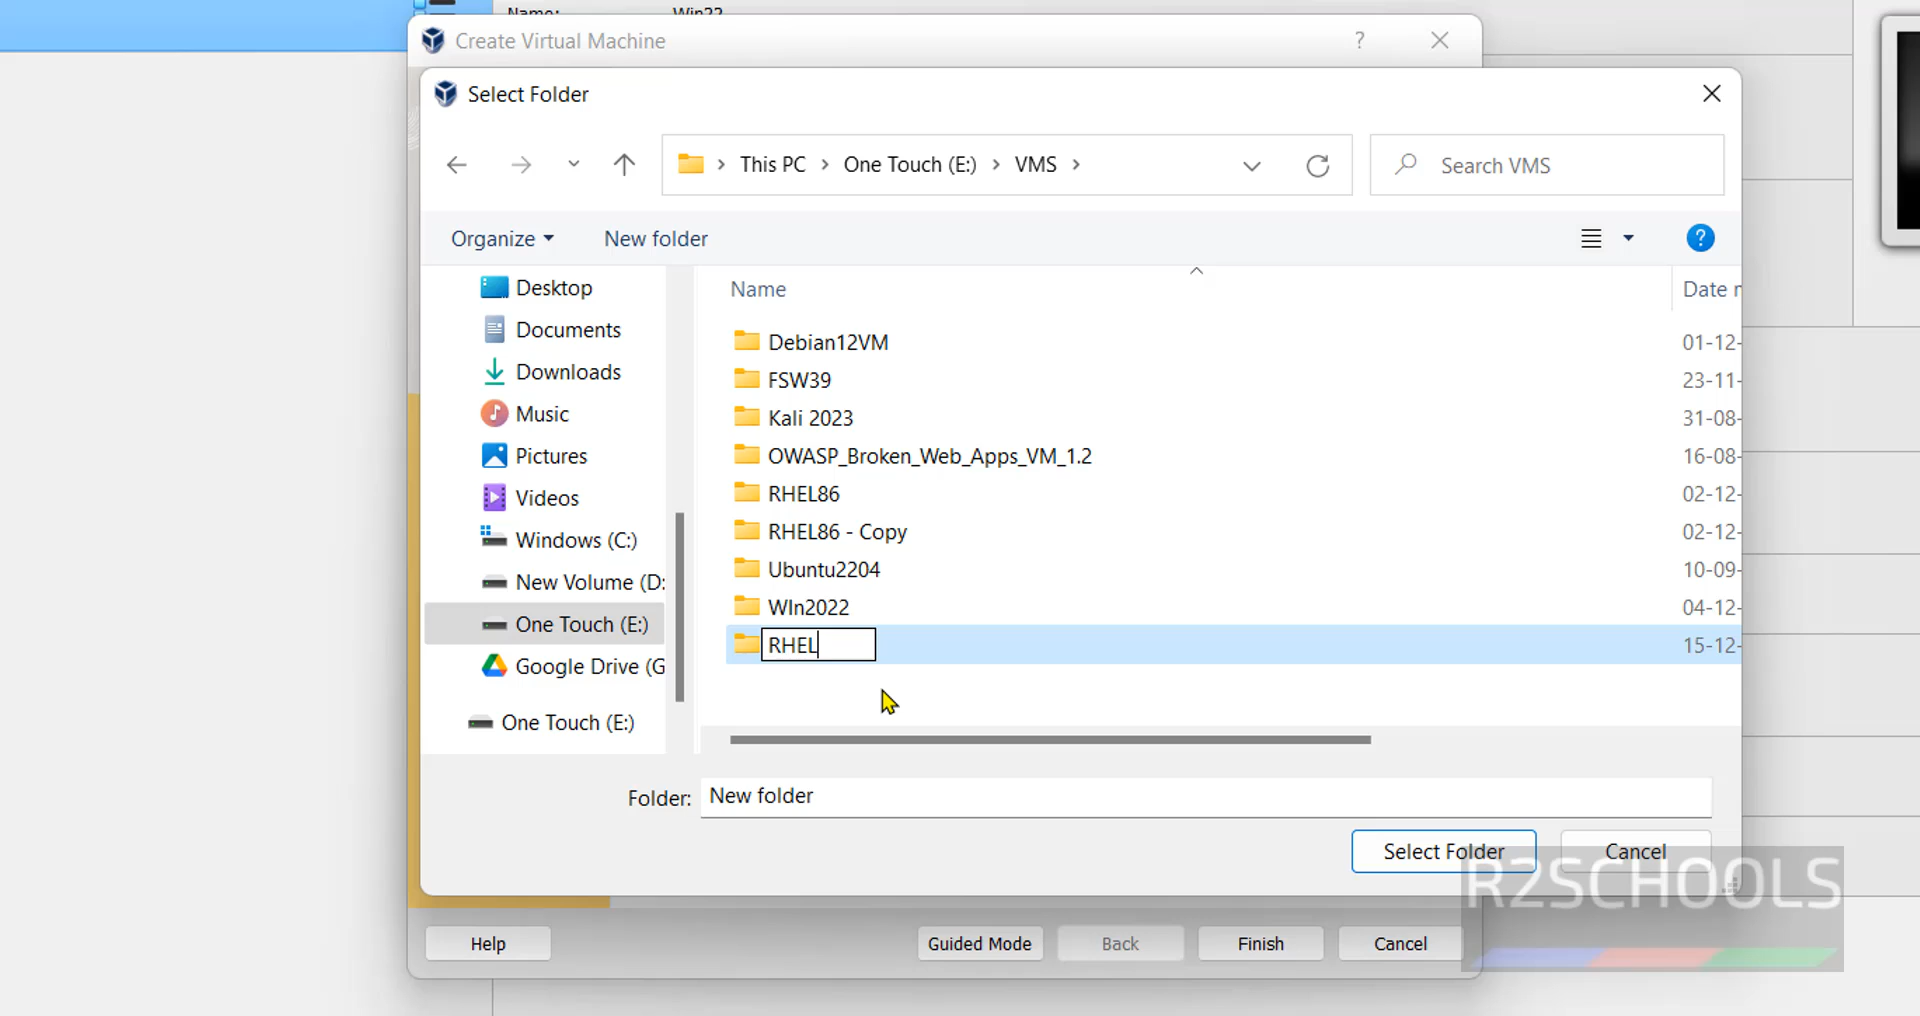 Name: Win22
Create Virtual Machine ?
Select Folder
This PC > One Touch (E:) > VMS >
Search VMS
Organize New folder ?
Desktop
Documents
Downloads
Music
Pictures
Videos
Windows (C:)
New Volume (D:
One Touch (E:)
Google Drive (G
One Touch (E:)
Name Date r
Debian12VM 01-12-
FSW39 23-11-
Kali 2023 31-08-
OWASP_Broken_Web_Apps_VM_1.2 16-08-
RHEL86 02-12-
RHEL86 - Copy 02-12-
Ubuntu2204 10-09-
WIn2022 04-12-
RHEL 15-12-
Folder: New folder
Select Folder Cancel
R2SCHOOLS
Help Guided Mode Back Finish Cancel